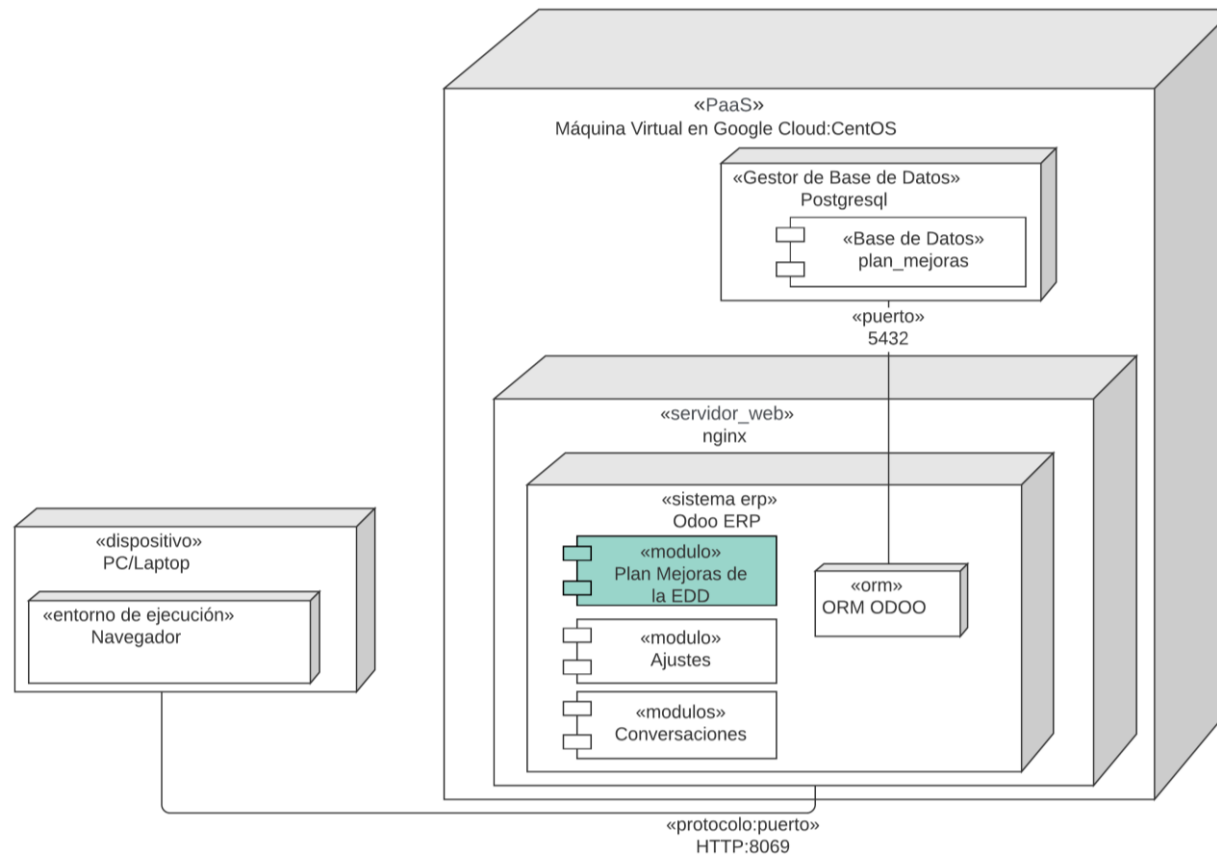 «PaaS»
Máquina Virtual en Google Cloud:CentOS
«Gestor de Base de Datos»
Postgresql
«Base de Datos»
plan_mejoras
«puerto»
5432
«servidor_web»
nginx
«sistema erp»
Odoo ERP
«modulo»
Plan Mejoras de
la EDD
«orm»
ORM ODOO
«modulo»
Ajustes
«modulos»
Conversaciones
«dispositivo»
PC/Laptop
«entorno de ejecución»
Navegador
«protocolo:puerto»
HTTP:8069